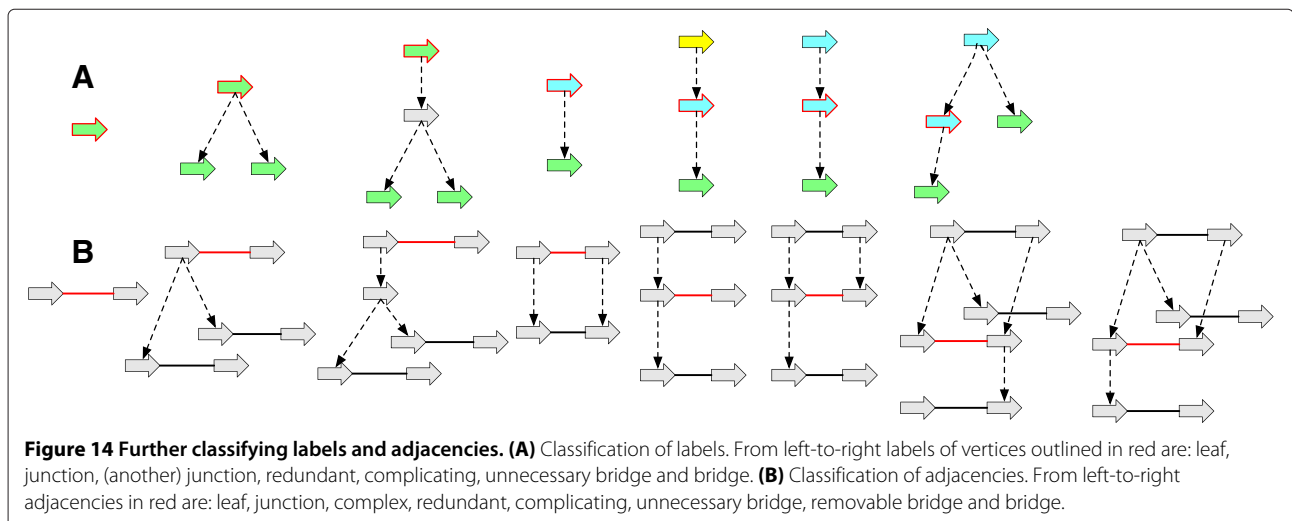 A
B
Figure 14 Further classifying labels and adjacencies. (A) Classification of labels. From left-to-right labels of vertices outlined in red are: leaf,
junction, (another) junction, redundant, complicating, unnecessary bridge and bridge. (B) Classification of adjacencies. From left-to-right
adjacencies in red are: leaf, junction, complex, redundant, complicating, unnecessary bridge, removable bridge and bridge.